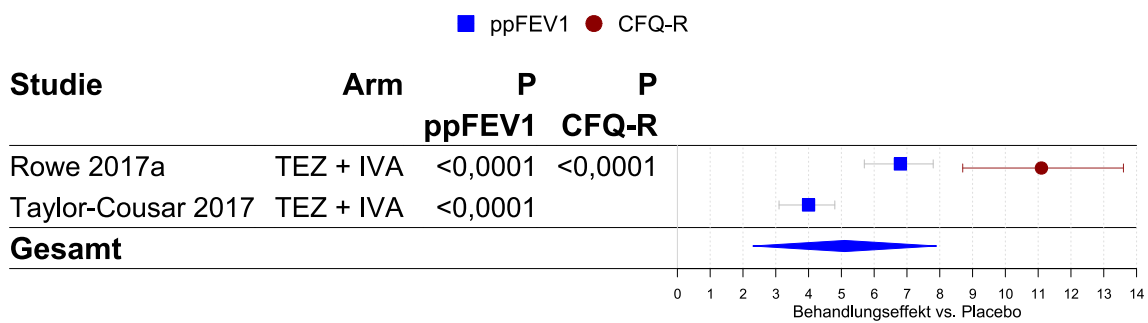 ppFEV1 CFQ-R
Studie Arm P P
ppFEV1 CFQ-R
Rowe 2017a TEZ + IVA <0,0001 <0,0001
Taylor-Cousar 2017 TEZ + IVA <0,0001
Gesamt
0 1 2 3 4 5 6 7 8 9 10 11 12 13 14
Behandlungseffekt vs. Placebo